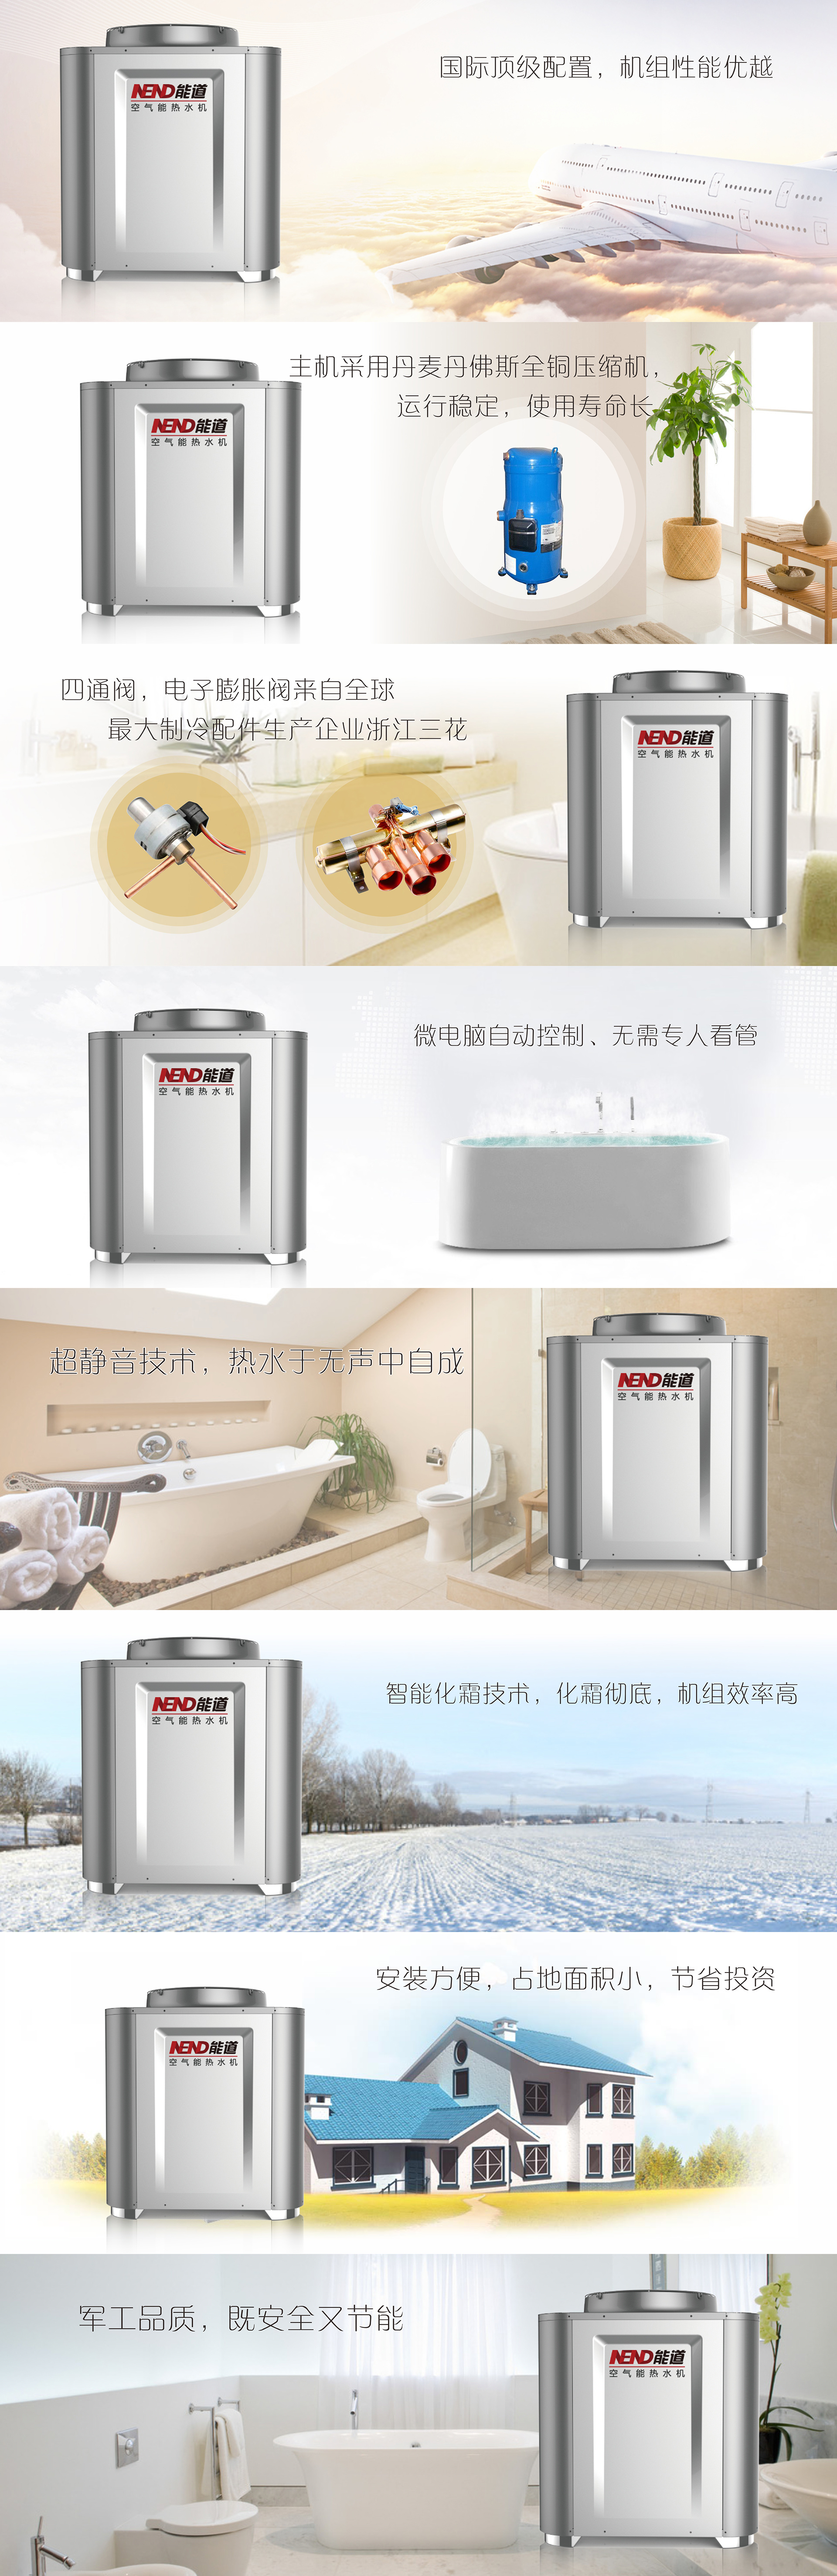 NEND能道
空气能热水机
国际顶级配置，机组性能优越
主机采用丹麦丹佛斯全铜压缩机，
运行稳定，使用寿命长
NEND能道
空气能热水机
四通阀，电子膨胀阀来自全球
最大制冷配件生产企业浙江三花
NEND能道
空气能热水机
NEND能道
空气能热水机
微电脑自动控制、无需专人看管
超静音技术，热水于无声中自成
NEND能道
空气能热水机
NEND能道
空气能热水机
智能化霜技术，化霜彻底，机组效率高
安装方便，占地面积小，节省投资
NEND能道
空气能热水机
军工品质，既安全又节能
NEND能道
空气能热水机